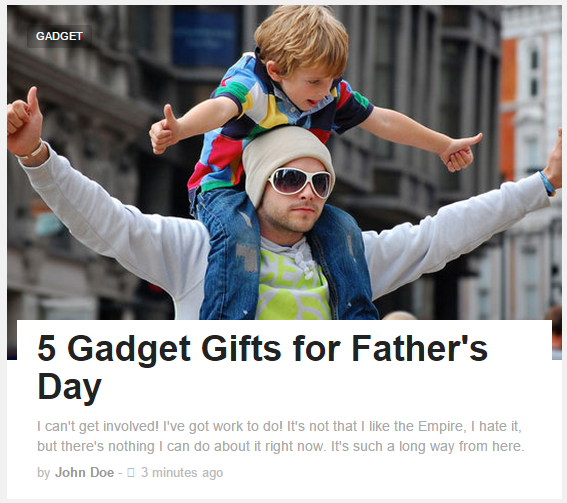 GADGET
5 Gadget Gifts for Father's
Day
I can't get involved! I've got work to do! It's not that I like the Empire, I hate it,
but there's nothing I can do about it right now. It's such a long way from here.
by John Doe - 3 minutes ago